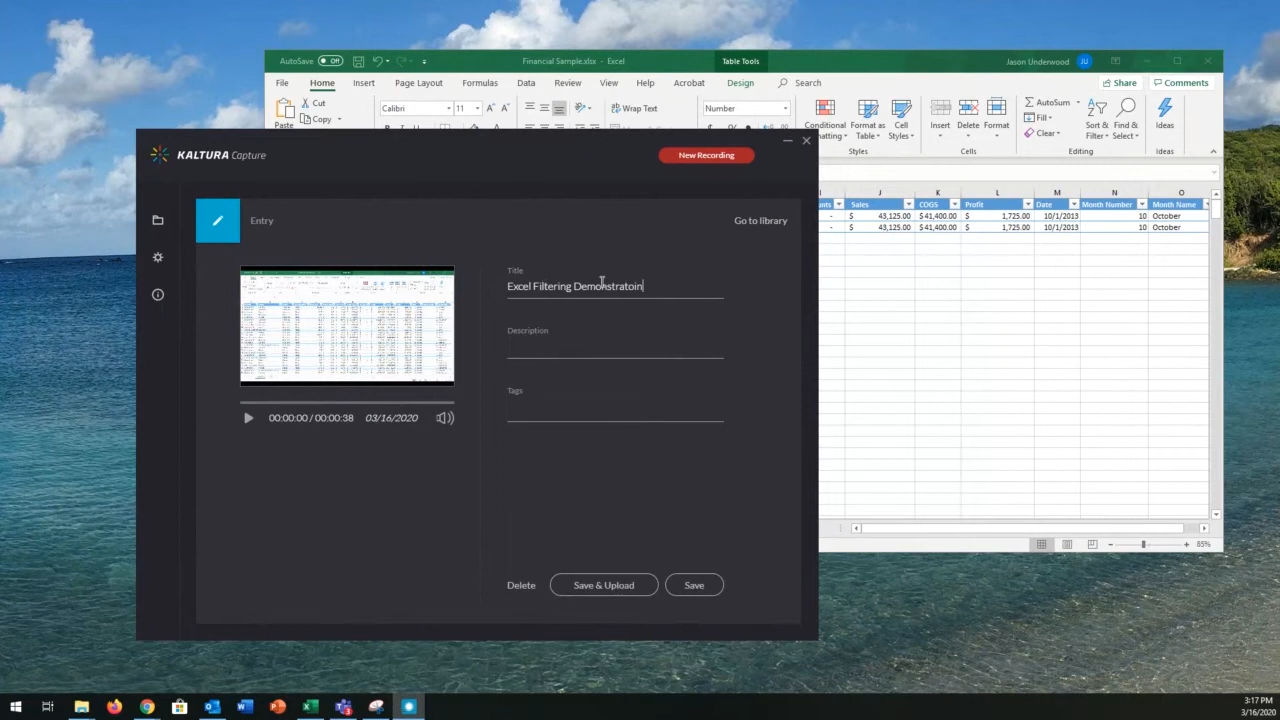 AutoSave Off
Financial Sample.xlsx - Excel
Table Tools
Jason Underwood JU
File Home Insert Page Layout Formulas Data Review View Help Acrobat Design Search Share Comments
Paste
Cut
Copy
Calibri 11
Wrap Text
Number
Conditional
Format as
Table
Cell
Styles
Styles
Insert
Delete
Format
Cells
AutoSum
Fill
Clear
Sort &
Filter
Find &
Select
Editing
Ideas
Ideas
KALTURA Capture
New Recording
Entry
Go to library
Title
Excel Filtering Demonstratoin
Description
Tags
00:00:00 / 00:00:38 03/16/2020
Delete
Save & Upload
Save
J K L M N O
Sales COGS Profit Date Month Number Month Name
- $ 43,125.00 $ 41,400.00 $ 1,725.00 10/1/2013 10 October
- $ 43,125.00 $ 41,400.00 $ 1,725.00 10/1/2013 10 October
85%
3:17 PM
3/16/2020